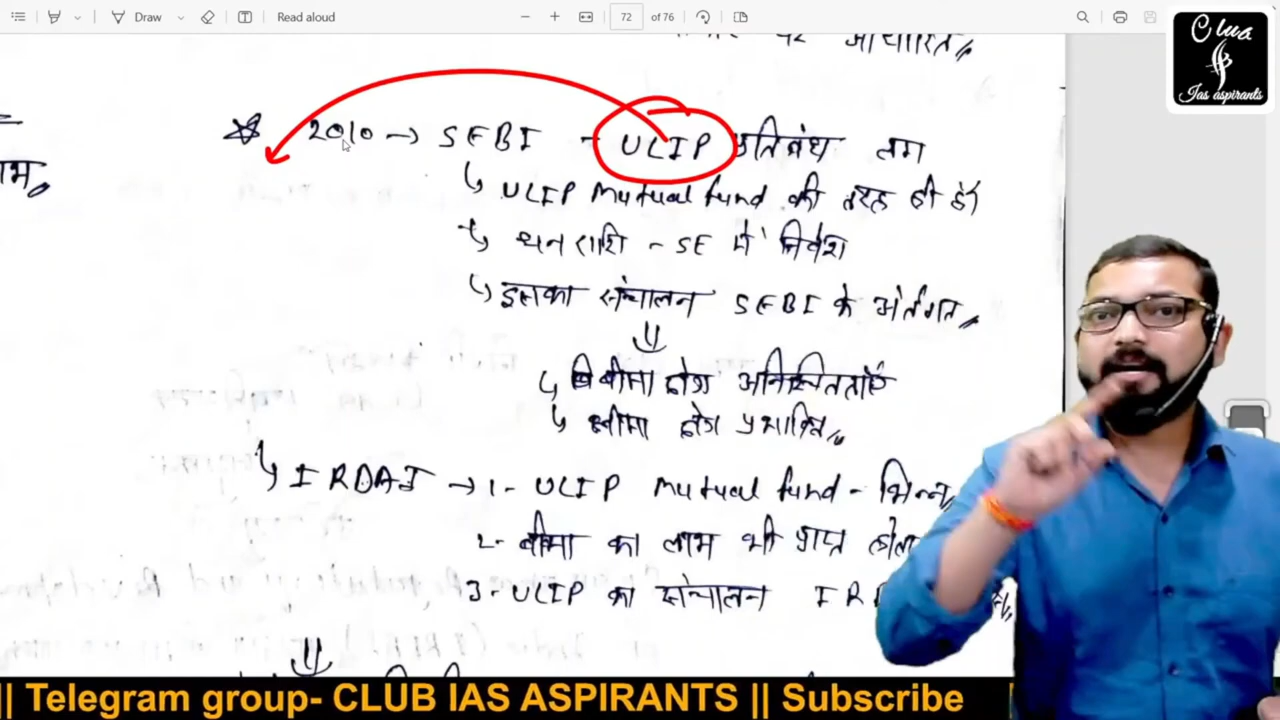 Draw
Read aloud
72 of 76
Club
Ias aspirants
2010 → SEBI - ULIP प्रतिबंध लगा
ULIP Mutual fund की तरह ही है।
धन राशि - SE में निवेश
इसका संचालन SEBI के अंतर्गत
बीमा क्षेत्र अनिश्चितताएँ
बीमा क्षेत्र प्रभावित
IRDAI → 1- ULIP Mutual fund - भिन्न
2- बीमा का लाभ भी प्राप्त होता
3- ULIP का संचालन
|| Telegram group- CLUB IAS ASPIRANTS || Subscribe